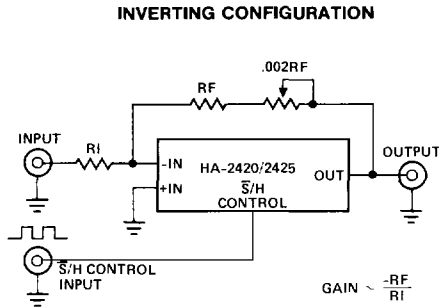 INVERTING CONFIGURATION
.002RF
RF
INPUT
RI
-IN
HA-2420/2425
OUTPUT
+IN
S̅/H
OUT
CONTROL
S̅/H CONTROL
INPUT
GAIN ~ -RF
RI